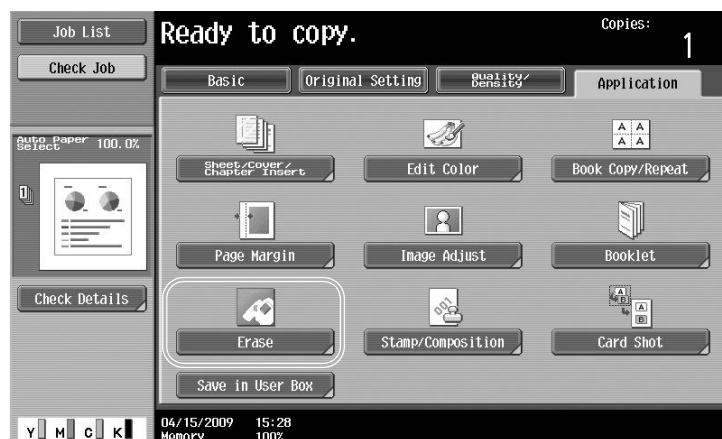 Job List
Ready to copy.
Copies:
1
Check Job
Basic
Original Setting
Quality/
Density
Application
Auto Paper
Select
100.0%
Sheet/Cover/
Chapter Insert
Edit Color
Book Copy/Repeat
Page Margin
Image Adjust
Booklet
Check Details
Erase
Stamp/Composition
Card Shot
Save in User Box
Y M C K
04/15/2009 15:28
Memory 100%
A A
A A
001
A
B
A
B
1